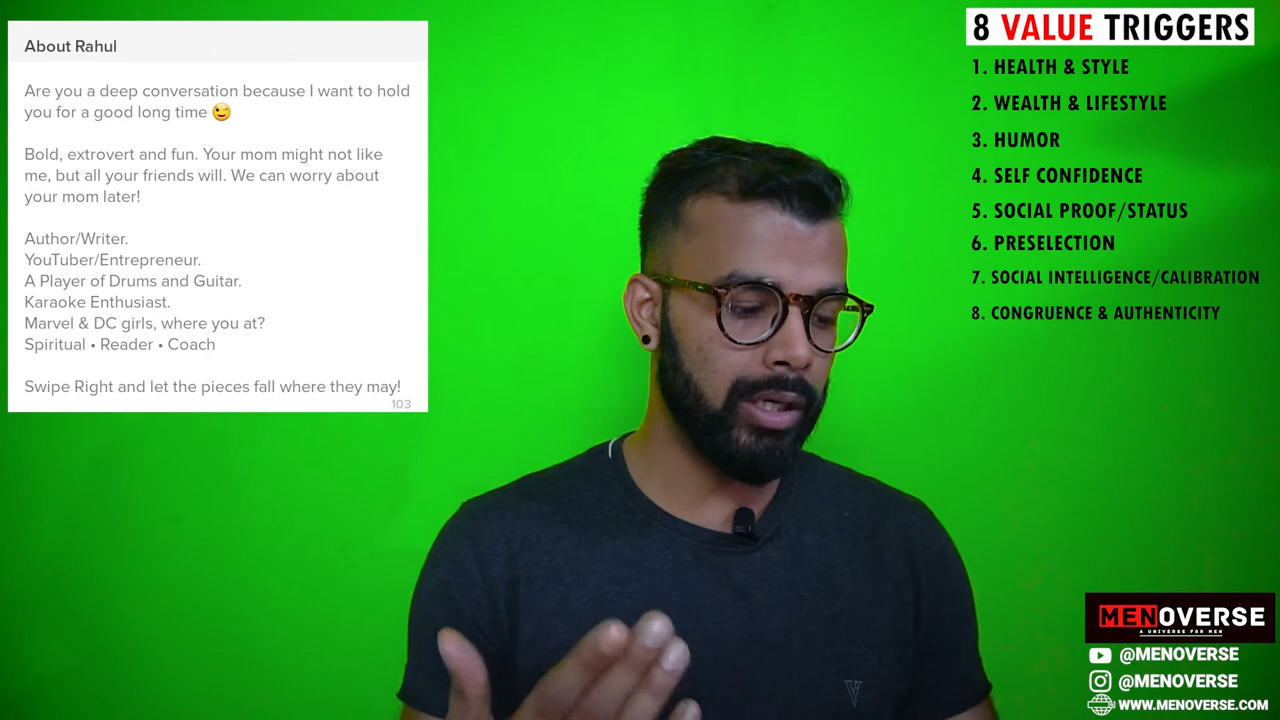 About Rahul
Are you a deep conversation because I want to hold
you for a good long time 😉
Bold, extrovert and fun. Your mom might not like
me, but all your friends will. We can worry about
your mom later!
Author/Writer.
YouTuber/Entrepreneur.
A Player of Drums and Guitar.
Karaoke Enthusiast.
Marvel & DC girls, where you at?
Spiritual • Reader • Coach
Swipe Right and let the pieces fall where they may!
103
8 VALUE TRIGGERS
1. HEALTH & STYLE
2. WEALTH & LIFESTYLE
3. HUMOR
4. SELF CONFIDENCE
5. SOCIAL PROOF/STATUS
6. PRESELECTION
7. SOCIAL INTELLIGENCE/CALIBRATION
8. CONGRUENCE & AUTHENTICITY
MENOVERSE
A UNIVERSE FOR MEN
@MENOVERSE
@MENOVERSE
WWW.MENOVERSE.COM